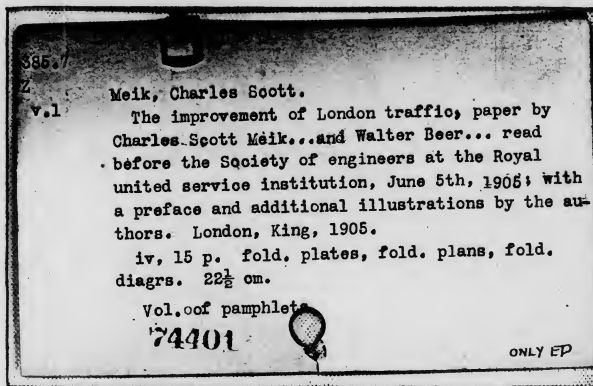 385.
Z
v.1
Meik, Charles Scott.
The improvement of London traffic, paper by
Charles Scott Meik...and Walter Beer... read
before the Society of engineers at the Royal
united service institution, June 5th, 1905; with
a preface and additional illustrations by the au-
thors. London, King, 1905.
iv, 15 p. fold. plates, fold. plans, fold.
diagrs. 22½ cm.
Vol.oof pamphlets
74401
ONLY ED